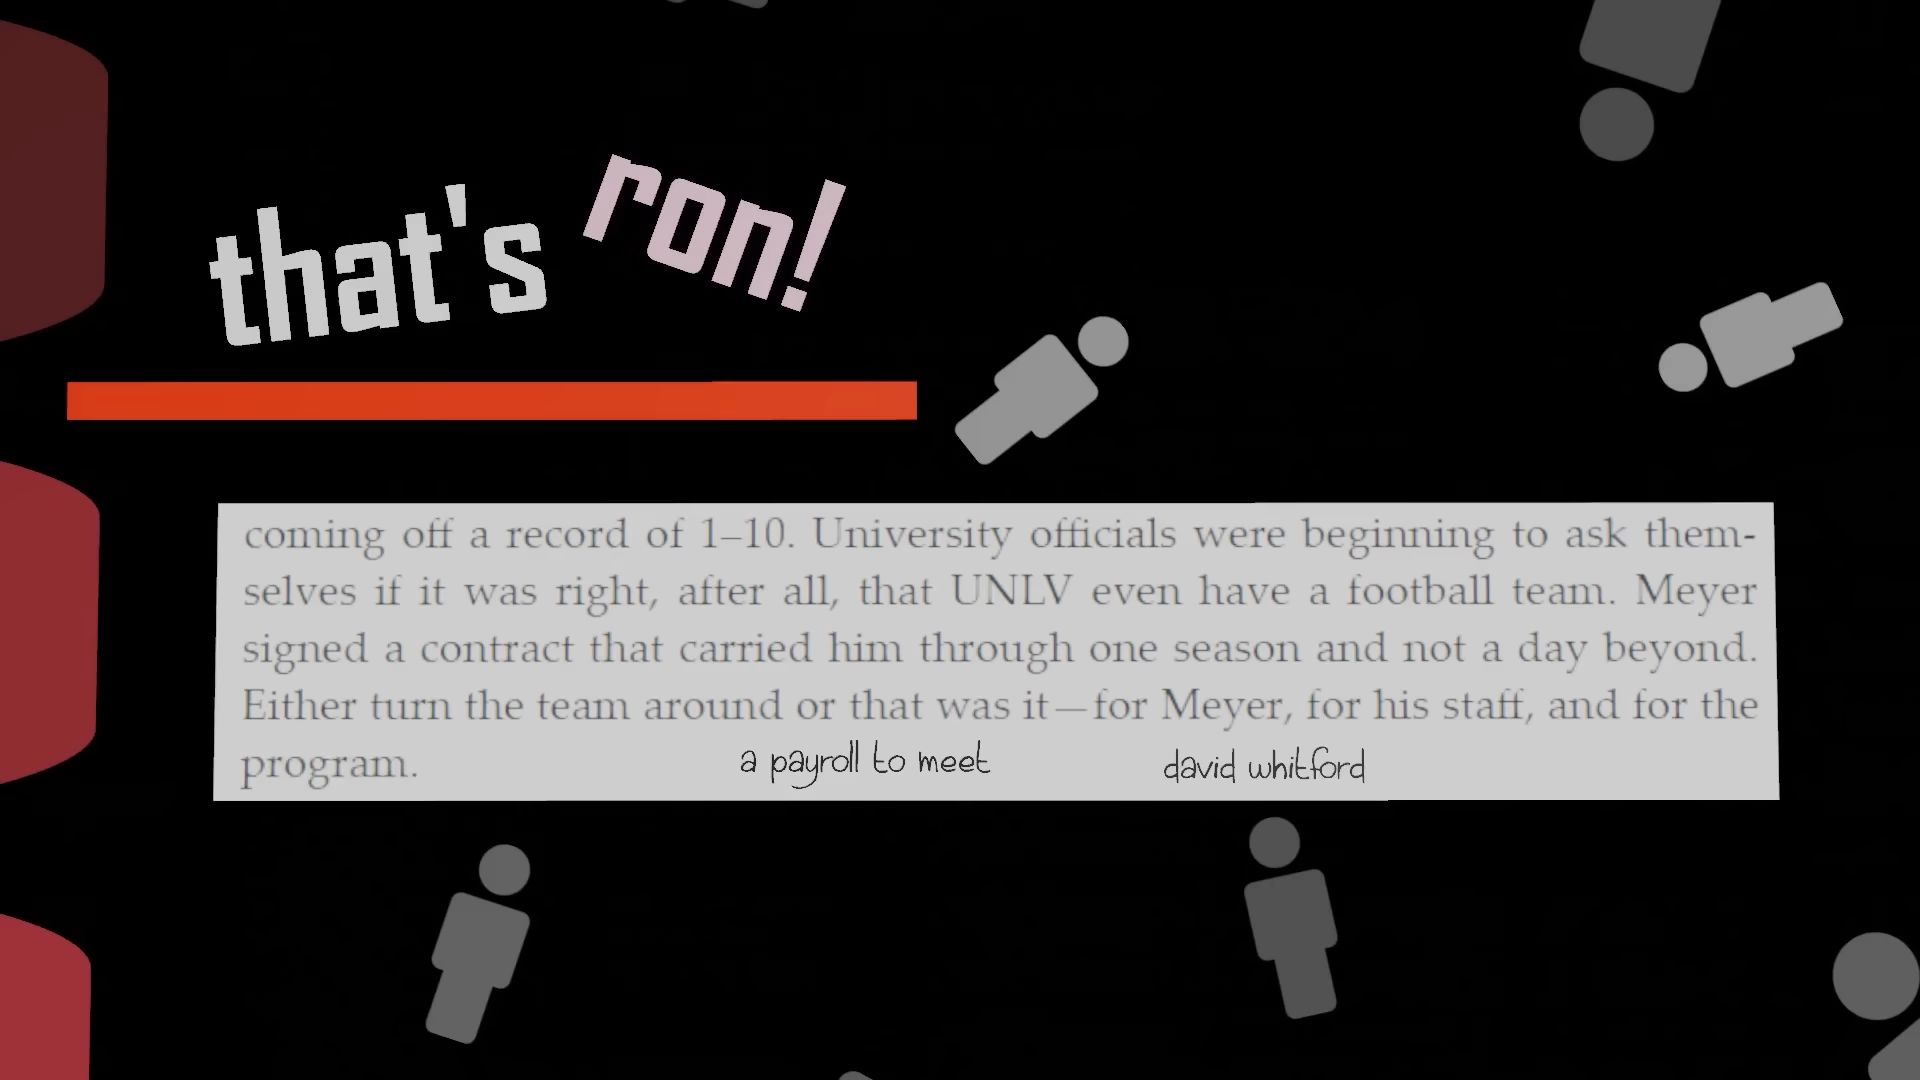 that's ron!
coming off a record of 1–10. University officials were beginning to ask them-
selves if it was right, after all, that UNLV even have a football team. Meyer
signed a contract that carried him through one season and not a day beyond.
Either turn the team around or that was it—for Meyer, for his staff, and for the
program.
a payroll to meet david whitford